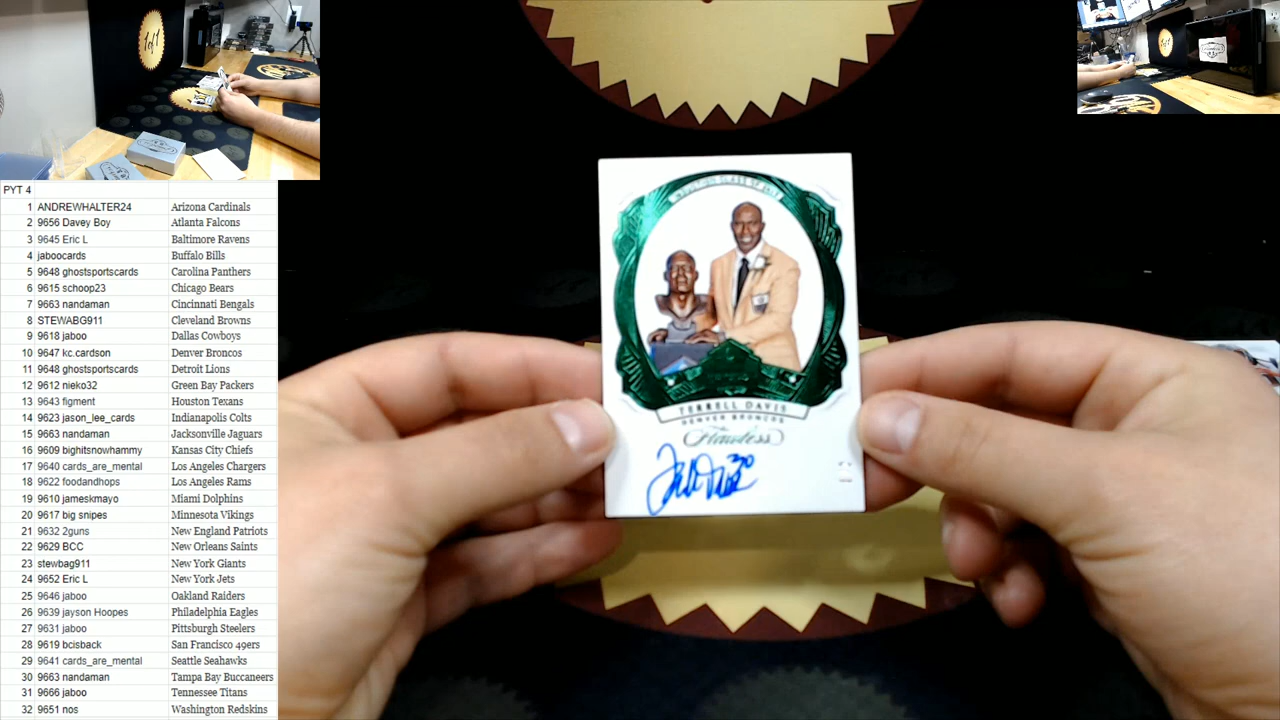 1of1
PYT 4
1 ANDREWHALTER24 Arizona Cardinals
2 9656 Davey Boy Atlanta Falcons
3 9645 Eric L Baltimore Ravens
4 jaboocards Buffalo Bills
5 9648 ghostsportscards Carolina Panthers
6 9615 schoop23 Chicago Bears
7 9663 nandaman Cincinnati Bengals
8 STEWABG911 Cleveland Browns
9 9618 jaboo Dallas Cowboys
10 9647 kc.cardson Denver Broncos
11 9648 ghostsportscards Detroit Lions
12 9612 nieko32 Green Bay Packers
13 9643 figment Houston Texans
14 9623 jason_lee_cards Indianapolis Colts
15 9663 nandaman Jacksonville Jaguars
16 9609 bighitsnowhammy Kansas City Chiefs
17 9640 cards_are_mental Los Angeles Chargers
18 9622 foodandhops Los Angeles Rams
19 9610 jameskmayo Miami Dolphins
20 9617 big snipes Minnesota Vikings
21 9632 2guns New England Patriots
22 9629 BCC New Orleans Saints
23 stewbag911 New York Giants
24 9652 Eric L New York Jets
25 9646 jaboo Oakland Raiders
26 9639 jayson Hoopes Philadelphia Eagles
27 9631 jaboo Pittsburgh Steelers
28 9619 bcisback San Francisco 49ers
29 9641 cards_are_mental Seattle Seahawks
30 9663 nandaman Tampa Bay Buccaneers
31 9666 jaboo Tennessee Titans
32 9651 nos Washington Redskins
TERRELL DAVIS
DENVER BRONCOS
Flawless
30